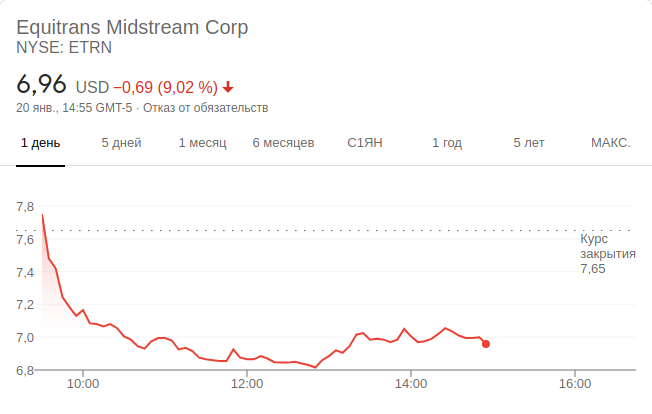 Equitrans Midstream Corp
NYSE: ETRN
6,96 USD −0,69 (9,02 %)
20 янв., 14:55 GMT-5 · Отказ от обязательств
1 день 5 дней 1 месяц 6 месяцев С1ЯН 1 год 5 лет МАКС.
7,8
7,6
7,4
7,2
7,0
6,8
Курс
закрытия
7,65
10:00 12:00 14:00 16:00